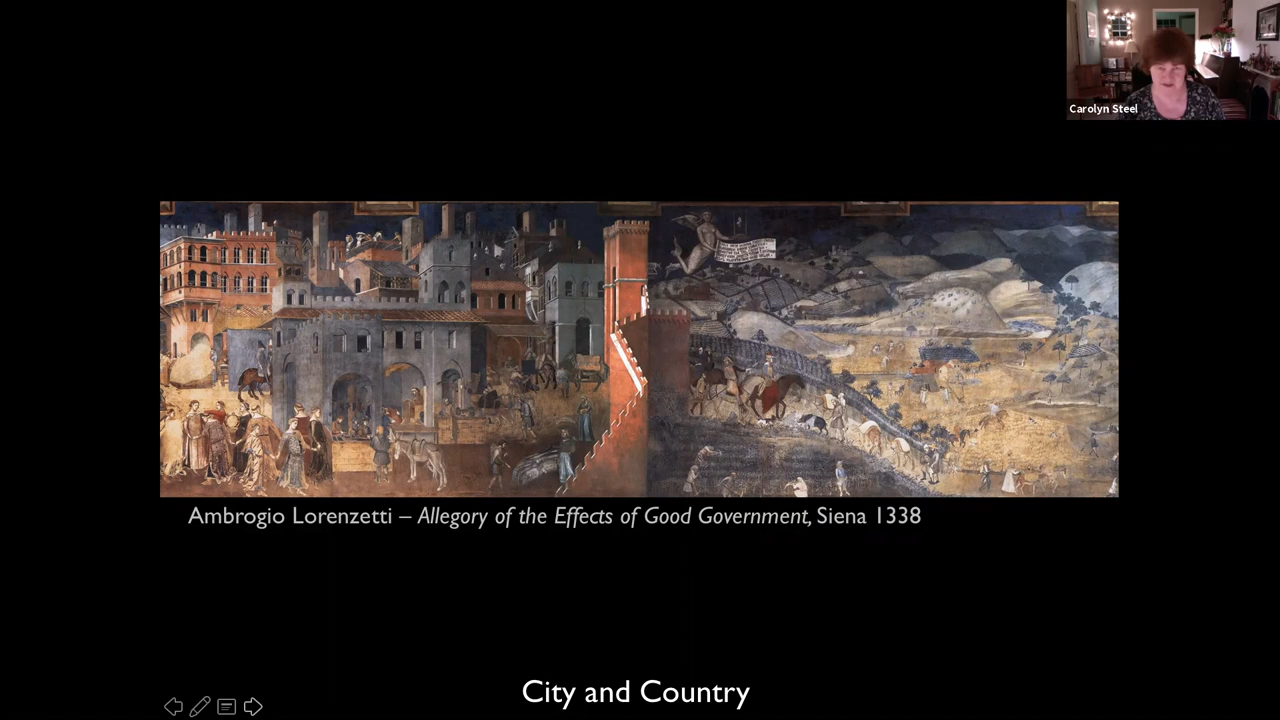 Carolyn Steel
Ambrogio Lorenzetti – Allegory of the Effects of Good Government, Siena 1338
City and Country